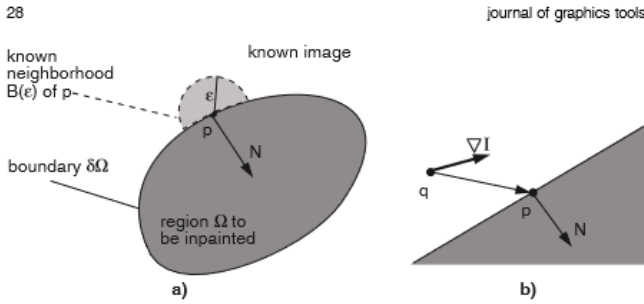 28
journal of graphics tools
known
neighborhood
B(ε) of p
known image
ε
p
N
boundary δΩ
region Ω to
be inpainted
a)
∇I
q
p
N
b)